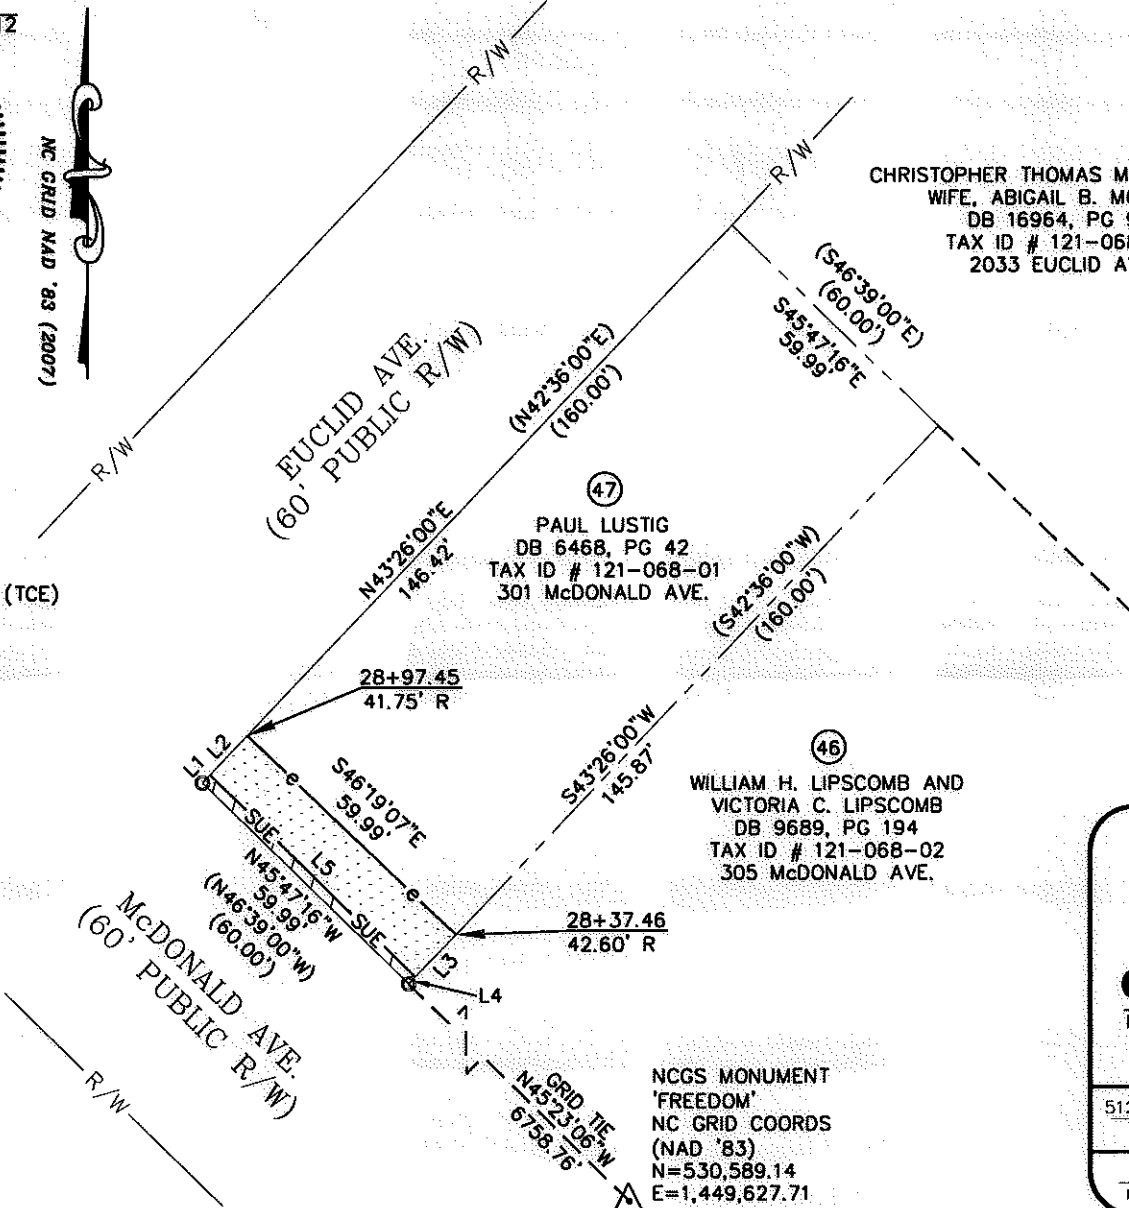 12
NC GRID NAD '83 (2007)
R/W
R/W
R/W
CHRISTOPHER THOMAS M
WIFE, ABIGAIL B.
DB 16964, PG
TAX ID # 121-068
2033 EUCLID
(S46°39'00"E)
(60.00')
S45°47'16"E
59.99'
EUCLID AVE.
(60' PUBLIC R/W)
(N42°36'00"E)
(160.00')
N43°26'00"E
146.42'
47
PAUL LUSTIG
DB 6468, PG 42
TAX ID # 121-068-01
301 McDONALD AVE.
(TCE)
(S42°36'00"W)
(160.00')
S43°26'00"W
145.87'
28+97.45
41.75' R
L1
L2
S46°19'07"E
59.99'
e
e
SUE
L5
SUE
N45°47'16"W
59.99'
(N46°39'00"W)
(60.00')
46
WILLIAM H. LIPSCOMB AND
VICTORIA C. LIPSCOMB
DB 9689, PG 194
TAX ID # 121-068-02
305 McDONALD AVE.
28+37.46
42.60' R
L3
L4
McDONALD AVE.
(60' PUBLIC R/W)
R/W
GRID TIE
N45°23'06"W
6758.76'
NCGS MONUMENT
'FREEDOM'
NC GRID COORDS
(NAD '83)
N=530,589.14
E=1,449,627.71
512